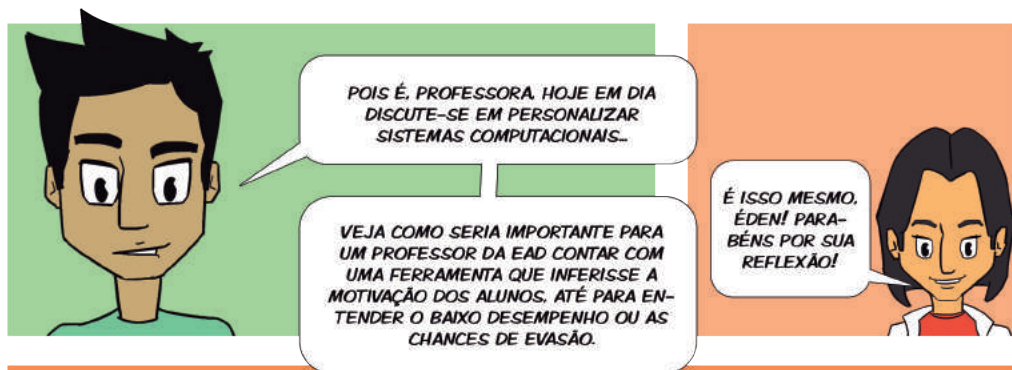 POIS É, PROFESSORA, HOJE EM DIA
DISCUTE-SE EM PERSONALIZAR
SISTEMAS COMPUTACIONAIS...
VEJA COMO SERIA IMPORTANTE PARA
UM PROFESSOR DA EAD CONTAR COM
UMA FERRAMENTA QUE INFERISSE A
MOTIVAÇÃO DOS ALUNOS, ATÉ PARA EN-
TENDER O BAIXO DESEMPENHO OU AS
CHANCES DE EVASÃO.
É ISSO MESMO,
ÉDEN! PARA-
BÉNS POR SUA
REFLEXÃO!